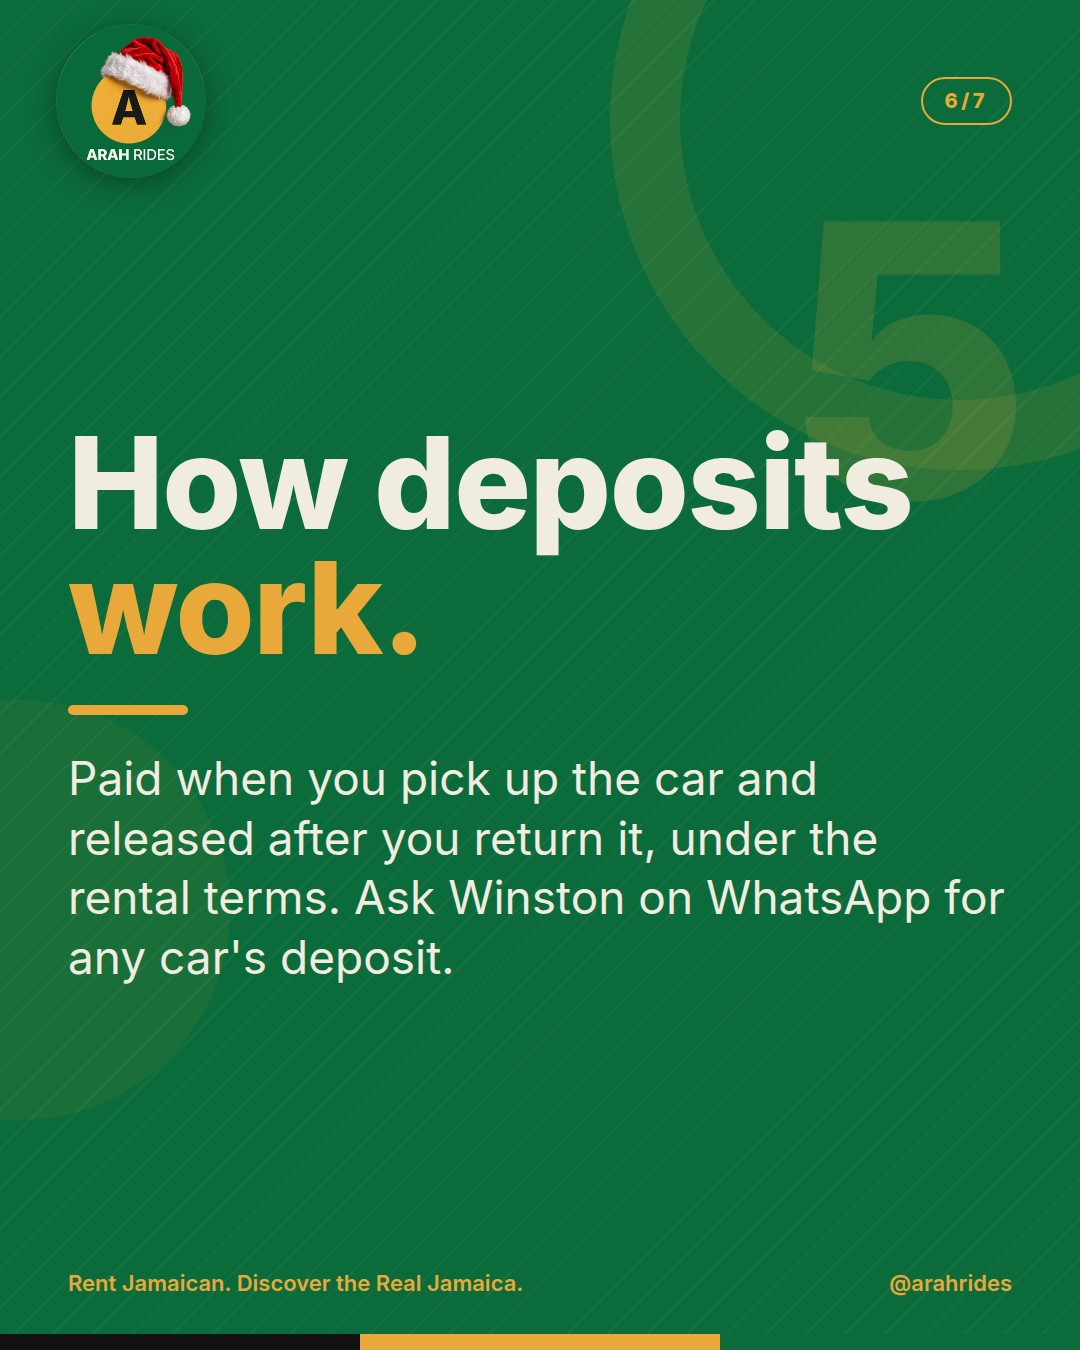 A
ARAH RIDES
6/7
5
How deposits
work.
Paid when you pick up the car and
released after you return it, under the
rental terms. Ask Winston on WhatsApp for
any car's deposit.
Rent Jamaican. Discover the Real Jamaica.
@arahrides